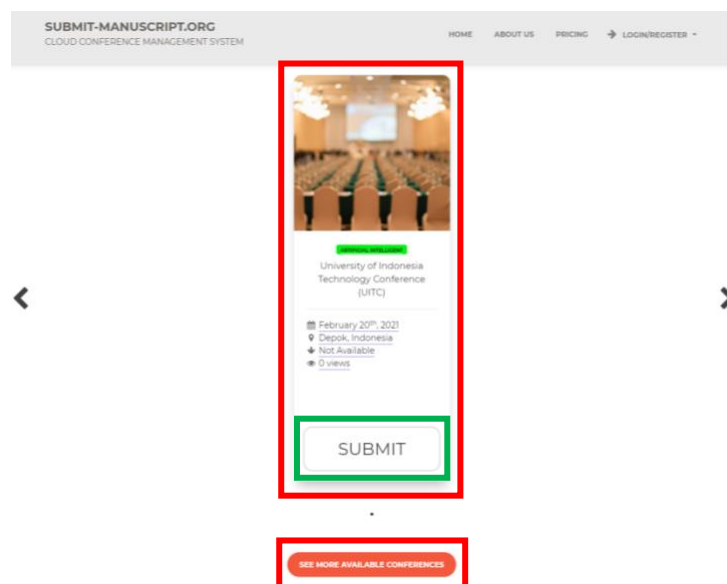 SUBMIT-MANUSCRIPT.ORG
CLOUD CONFERENCE MANAGEMENT SYSTEM
HOME ABOUT US PRICING LOGIN/REGISTER
ARTIFICIAL INTELLIGENT
University of Indonesia
Technology Conference
(UITC)
February 20th, 2021
Depok, Indonesia
Not Available
0 views
SUBMIT
SEE MORE AVAILABLE CONFERENCES